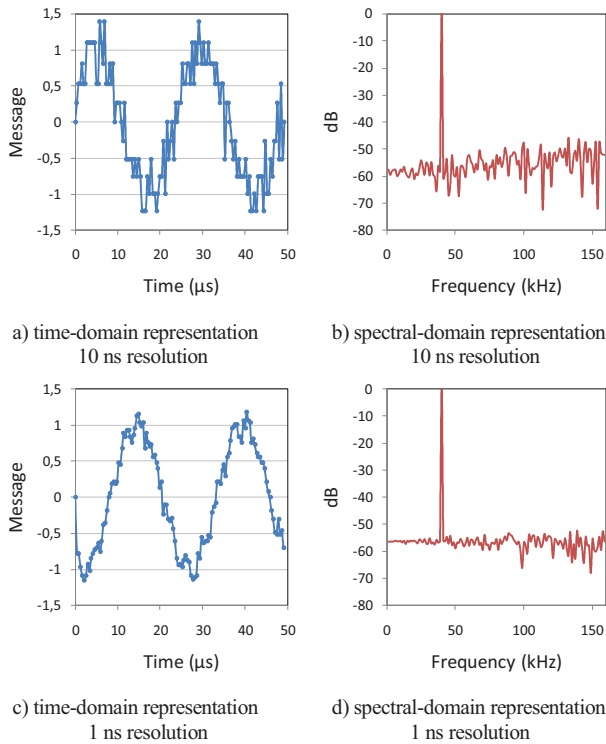 1,5
1
0,5
0
-0,5
-1
-1,5
Message
0 10 20 30 40 50
Time (µs)
0
-10
-20
-30
-40
-50
-60
-70
-80
dB
0 50 100 150
Frequency (kHz)
a) time-domain representation
10 ns resolution
b) spectral-domain representation
10 ns resolution
1,5
1
0,5
0
-0,5
-1
-1,5
Message
0 10 20 30 40 50
Time (µs)
0
-10
-20
-30
-40
-50
-60
-70
-80
dB
0 50 100 150
Frequency (kHz)
c) time-domain representation
1 ns resolution
d) spectral-domain representation
1 ns resolution